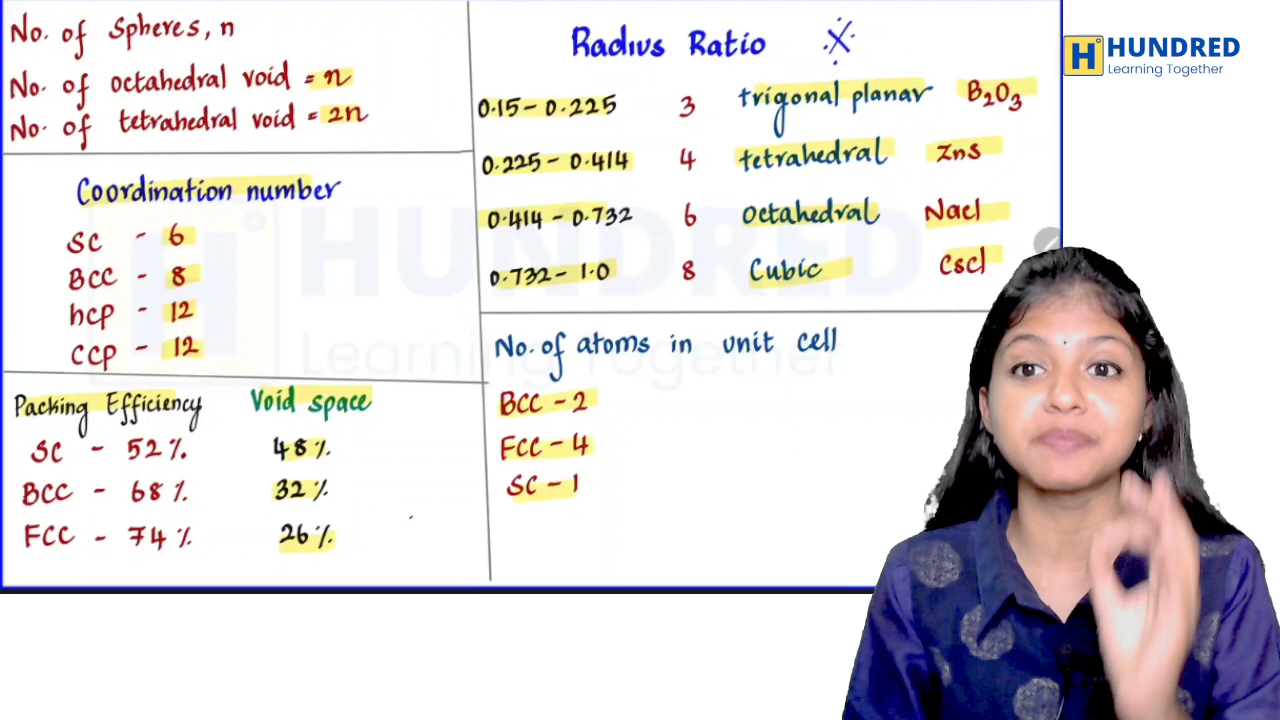 No. of Spheres, n
No. of octahedral void = n
No. of tetrahedral void = 2n
Coordination number
SC - 6
BCC - 8
hcp - 12
CCP - 12
Packing Efficiency Void space
SC - 52 % 48 %
BCC - 68 % 32 %
FCC - 74 % 26 %
Radius Ratio
0.15 - 0.225 3 trigonal planar B2O3
0.225 - 0.414 4 tetrahedral ZnS
0.414 - 0.732 6 Octahedral Nacl
0.732 - 1.0 8 Cubic Cscl
No. of atoms in unit cell
BCC - 2
FCC - 4
SC - 1
H HUNDRED
Learning Together
HUNDRED
Learning Together